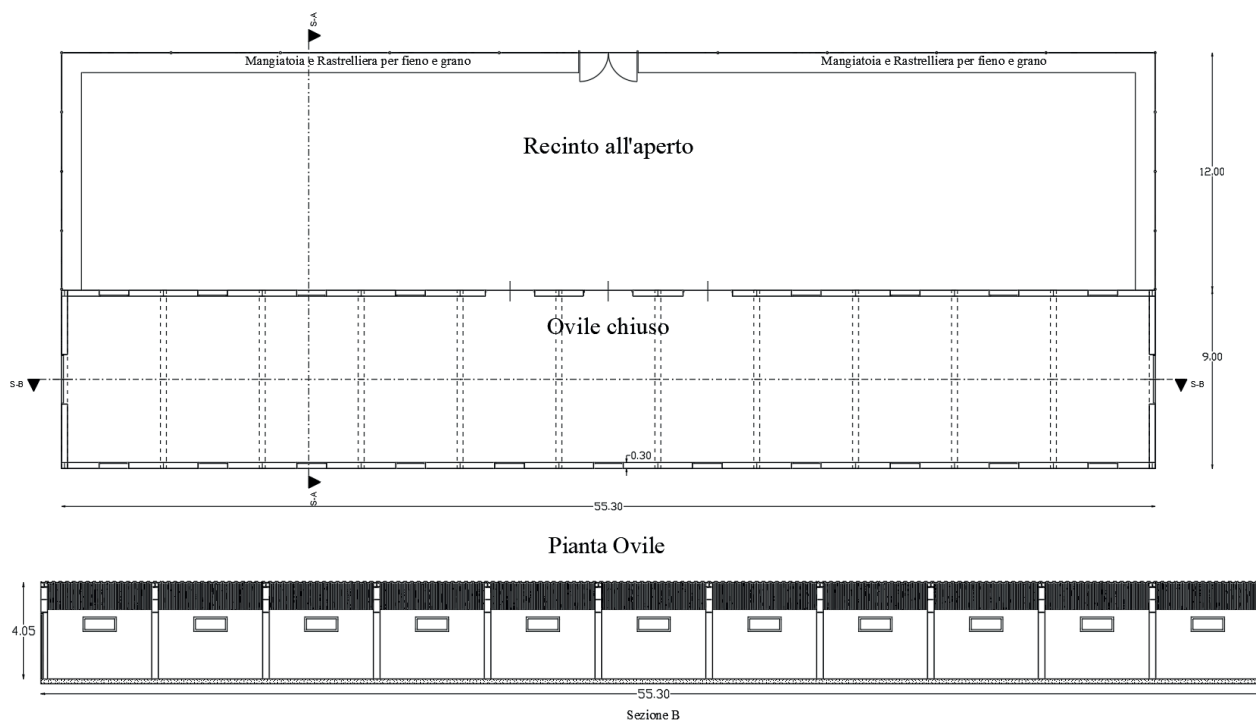 S-A
Mangiatoia e Rastrelliera per fieno e grano
Mangiatoia e Rastrelliera per fieno e grano
Recinto all'aperto
12.00
Ovile chiuso
9.00
S-B
S-B
0.30
S-A
55.30
Pianta Ovile
4.05
55.30
Sezione B